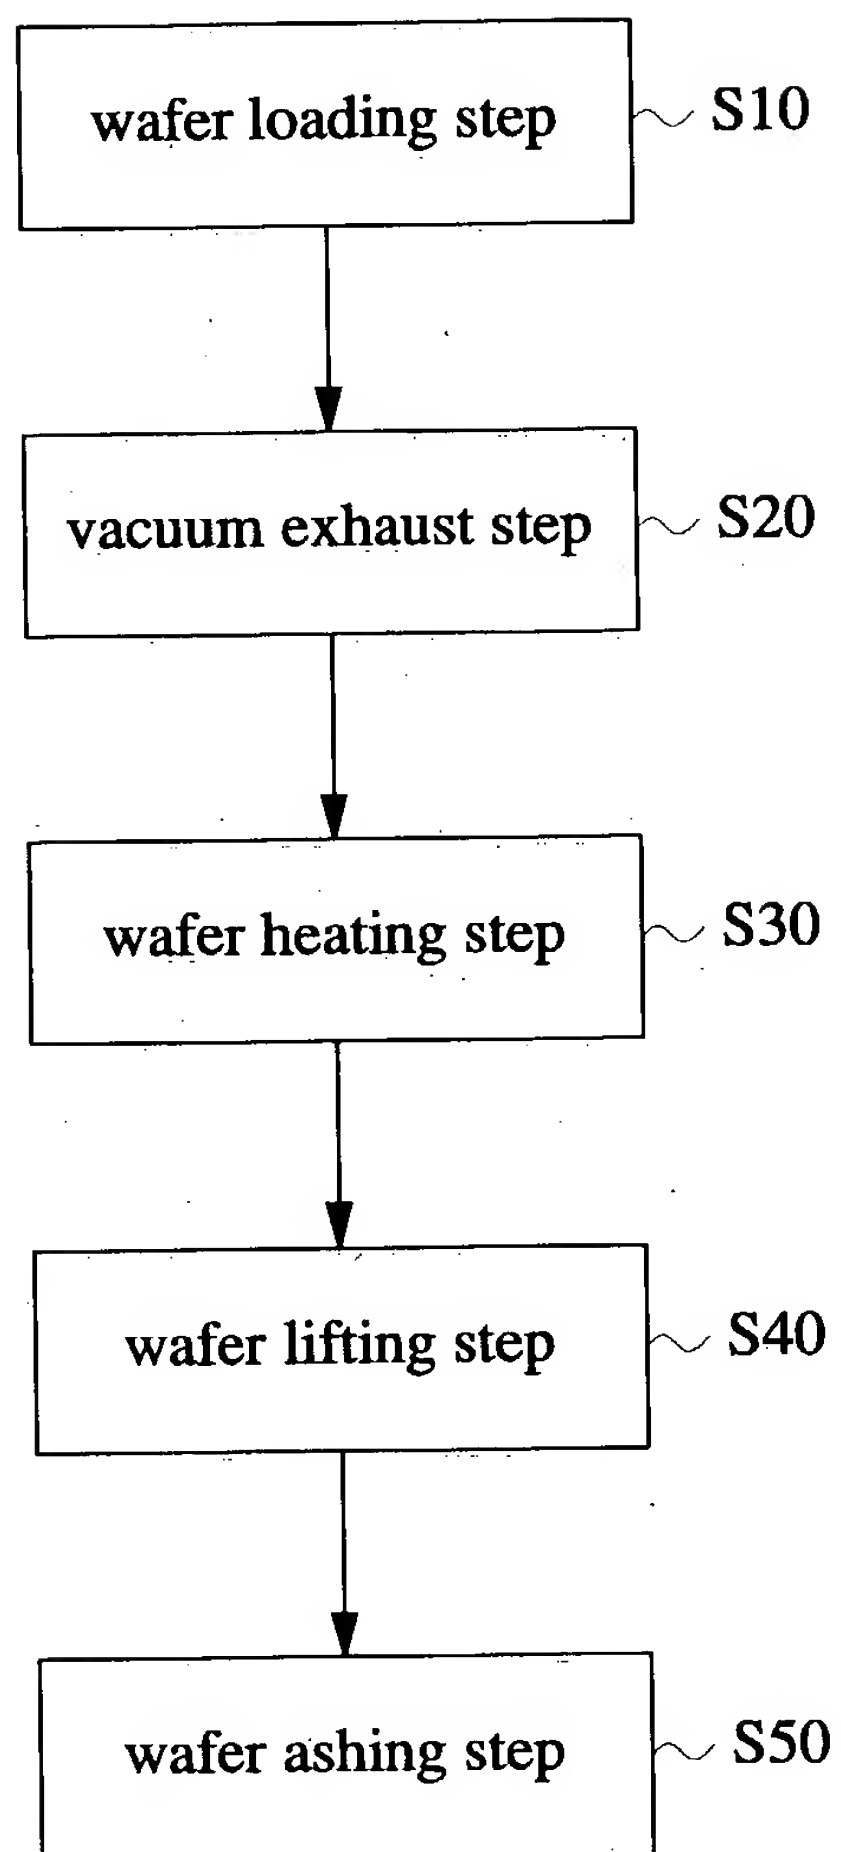 wafer loading step S10
vacuum exhaust step S20
wafer heating step S30
wafer lifting step S40
wafer ashing step S50